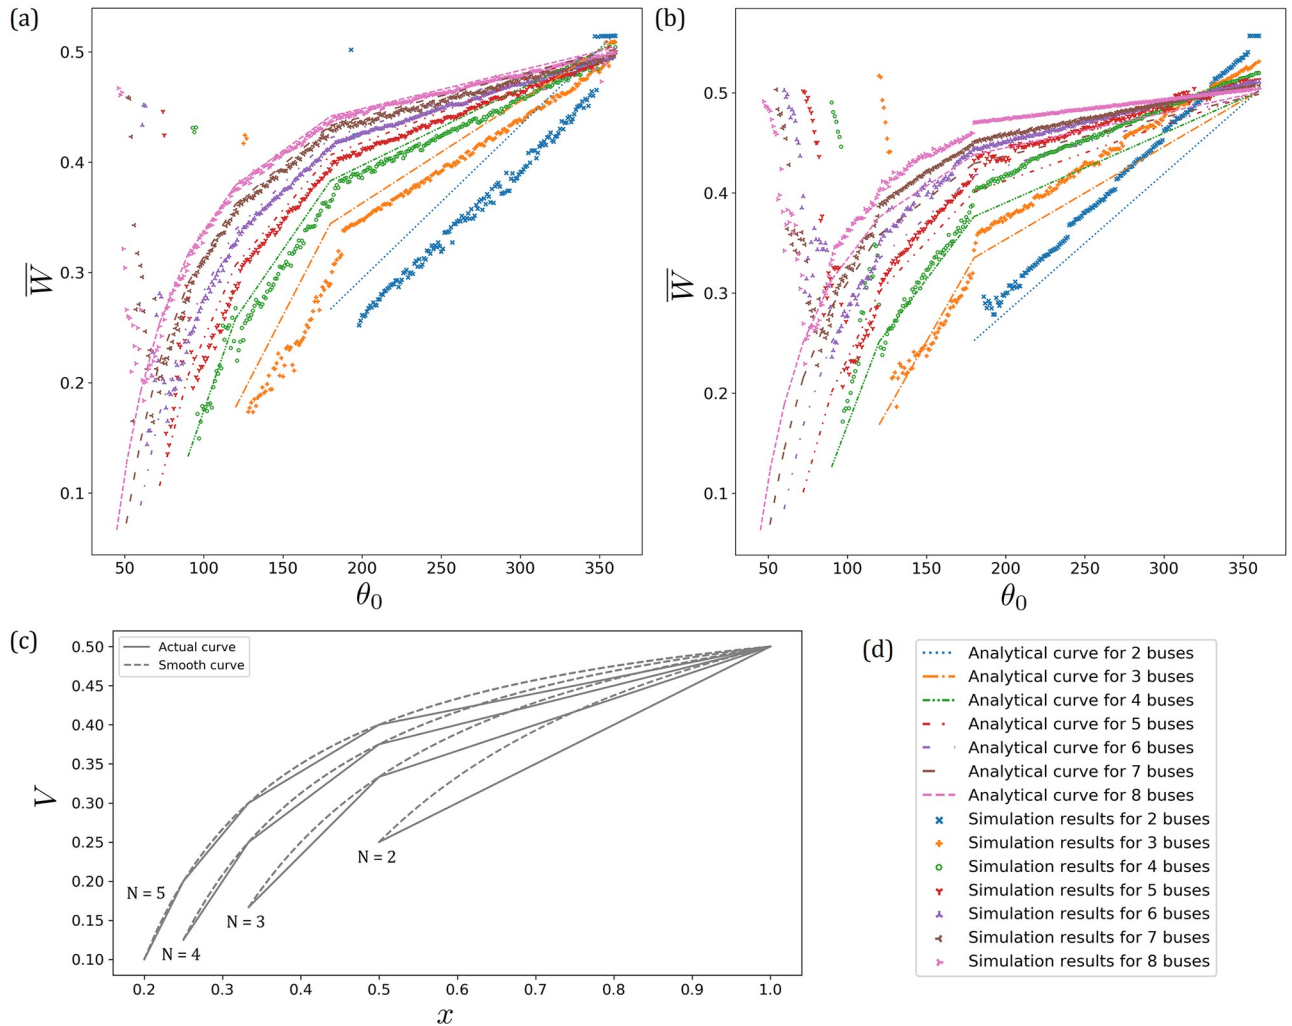 (a)
0.5
0.4
0.3
0.2
0.1
W
50 100 150 200 250 300 350
θ0
(b)
0.5
0.4
0.3
0.2
0.1
W
50 100 150 200 250 300 350
θ0
(c)
Actual curve
Smooth curve
0.50
0.45
0.40
0.35
0.30
0.25
0.20
0.15
0.10
V
N = 2
N = 5
N = 3
N = 4
0.2 0.3 0.4 0.5 0.6 0.7 0.8 0.9 1.0
x
(d)
Analytical curve for 2 buses
Analytical curve for 3 buses
Analytical curve for 4 buses
Analytical curve for 5 buses
Analytical curve for 6 buses
Analytical curve for 7 buses
Analytical curve for 8 buses
Simulation results for 2 buses
Simulation results for 3 buses
Simulation results for 4 buses
Simulation results for 5 buses
Simulation results for 6 buses
Simulation results for 7 buses
Simulation results for 8 buses